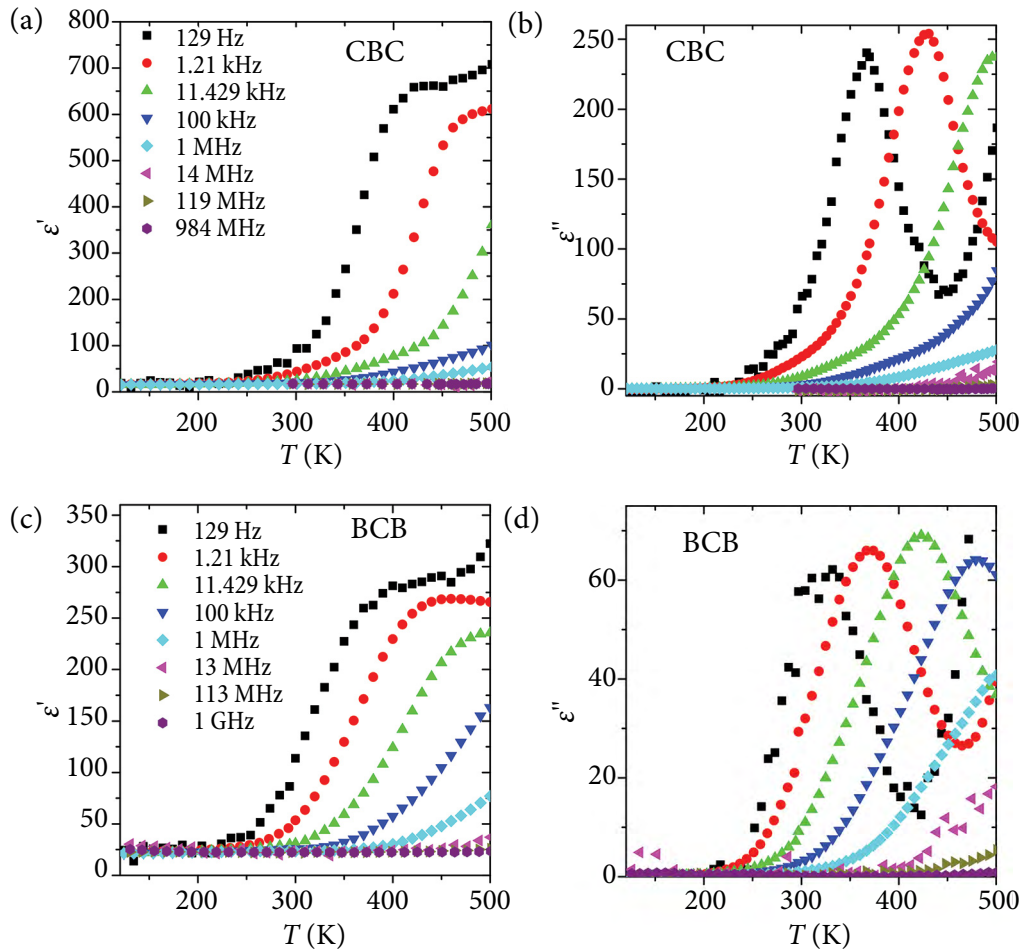 (a)
CBC
129 Hz
1.21 kHz
11.429 kHz
100 kHz
1 MHz
14 MHz
119 MHz
984 MHz
800
700
600
500
400
300
200
100
0
ε'
200
300
400
500
T (K)
(b)
CBC
250
200
150
100
50
0
ε''
200
300
400
500
T (K)
(c)
BCB
129 Hz
1.21 kHz
11.429 kHz
100 kHz
1 MHz
13 MHz
113 MHz
1 GHz
350
300
250
200
150
100
50
0
ε'
200
300
400
500
T (K)
(d)
BCB
60
40
20
0
ε''
200
300
400
500
T (K)